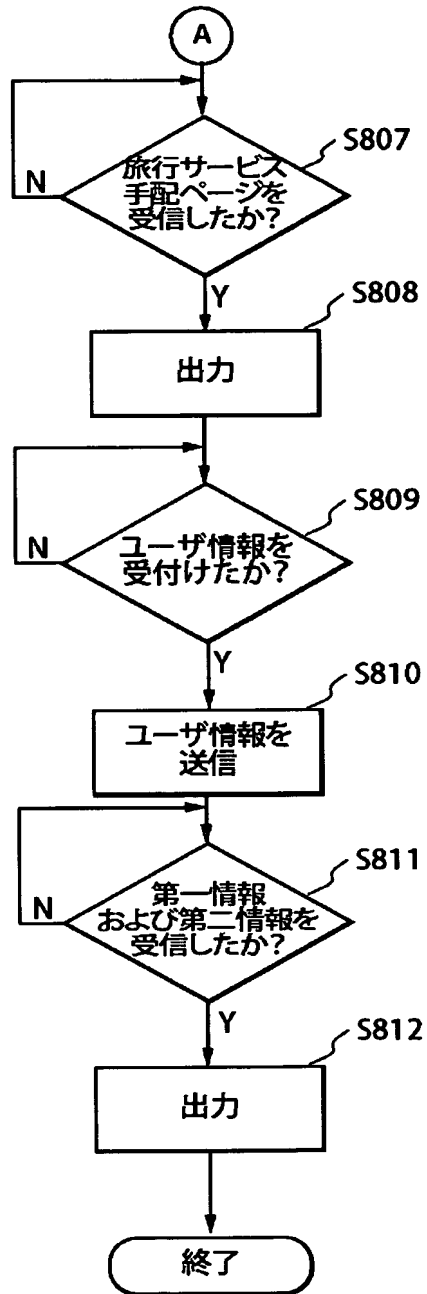 A
S807
旅行サービス
手配ページを
受信したか?
N
Y
S808
出力
S809
ユーザ情報を
受付けたか?
N
Y
S810
ユーザ情報を
送信
S811
第一情報
および第二情報を
受信したか?
N
Y
S812
出力
終了